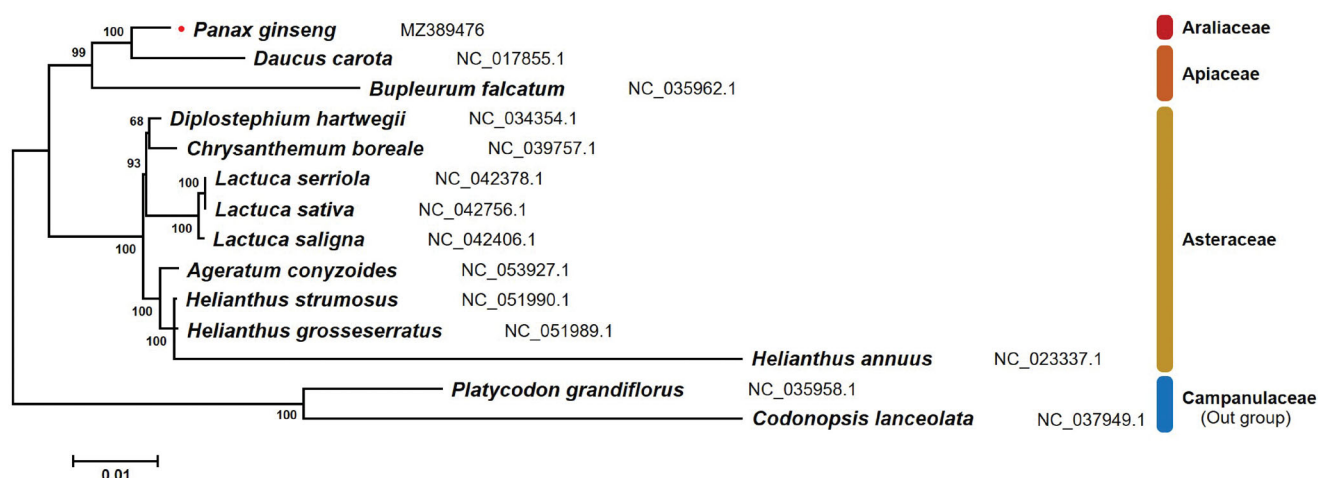 100 Panax ginseng MZ389476 Araliaceae
99 Daucus carota NC_017855.1
Apiaceae
Bupleurum falcatum NC_035962.1
68 Diplostephium hartwegii NC_034354.1
Chrysanthemum boreale NC_039757.1
93
100 Lactuca serriola NC_042378.1
Lactuca sativa NC_042756.1
100
100 Lactuca saligna NC_042406.1 Asteraceae
Ageratum conyzoides NC_053927.1
100 Helianthus strumosus NC_051990.1
Helianthus grosseserratus NC_051989.1
100
Helianthus annuus NC_023337.1
Platycodon grandiflorus NC_035958.1
Campanulaceae
100 Codonopsis lanceolata NC_037949.1 (Out group)
0.01